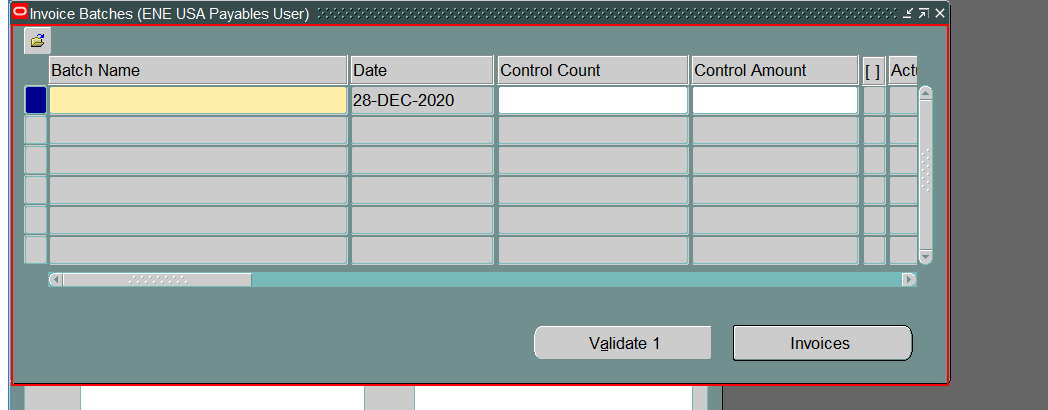 Invoice Batches (ENE USA Payables User)
Batch Name Date Control Count Control Amount [ ] Actu
28-DEC-2020
Validate 1 Invoices